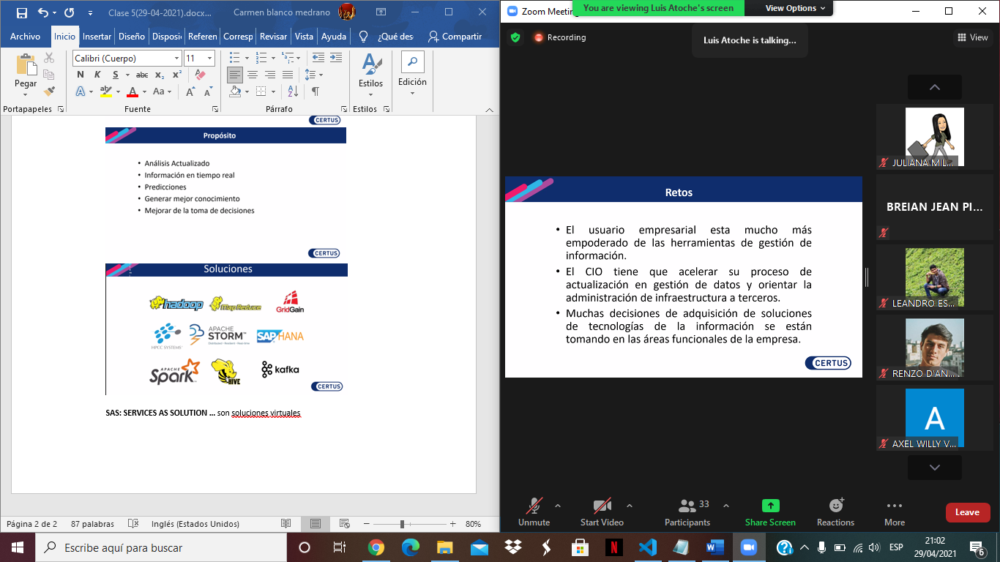 Clase 5(29-04-2021).docx...
Carmen blanco medrano
Archivo Inicio Insertar Diseño Disposic Referen Corresp Revisar Vista Ayuda ¿Qué des Compartir
Calibri (Cuerpo) 11
Pegar
N K S abc x₂ x²
A A Aa A A
Estilos
Edición
Portapapeles Fuente Párrafo Estilos
CERTUS
Propósito
• Análisis Actualizado
• Información en tiempo real
• Predicciones
• Generar mejor conocimiento
• Mejorar de la toma de decisiones
CERTUS
Soluciones
hadoop Map Reduce GridGain
HPCC SYSTEMS APACHE STORM™ SAP HANA
APACHE Spark HIVE kafka
CERTUS
SAS: SERVICES AS SOLUTION ... son soluciones virtuales
Página 2 de 2 97 palabras Inglés (Estados Unidos) 80%
Zoom Meeting
You are viewing Luis Atoche's screen
View Options
Recording
Luis Atoche is talking...
View
Retos
• El usuario empresarial esta mucho más
empoderado de las herramientas de gestión de
información.
• El CIO tiene que acelerar su proceso de
actualización en gestión de datos y orientar la
administración de infraestructura a terceros.
• Muchas decisiones de adquisición de soluciones
de tecnologías de la información se están
tomando en las áreas funcionales de la empresa.
CERTUS
JULIANA MIL...
BREIAN JEAN PI...
LEANDRO ES...
RENZO D'AN...
A
AXEL WILLY V...
Unmute Start Video Participants 33 Share Screen Reactions More Leave
Escribe aquí para buscar
ESP
21:02
29/04/2021
6